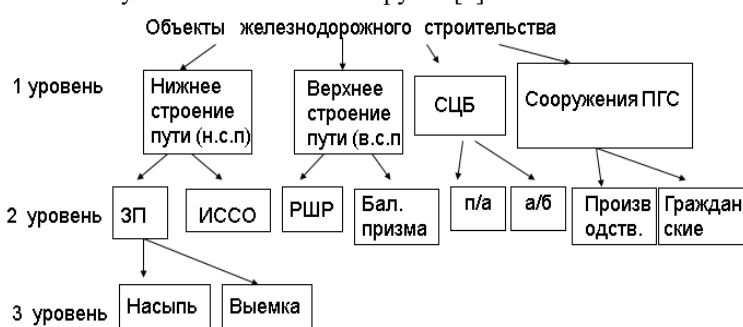 Объекты железнодорожного строительства
1 уровень
Нижнее
строение
пути (н.с.п)
Верхнее
строение
пути (в.с.п
СЦБ
Сооружения ПГС
2 уровень
ЗП
ИССО
РШР
Бал.
призма
п/а
а/б
Произв
одств.
Граждан
ские
3 уровень
Насыпь
Выемка